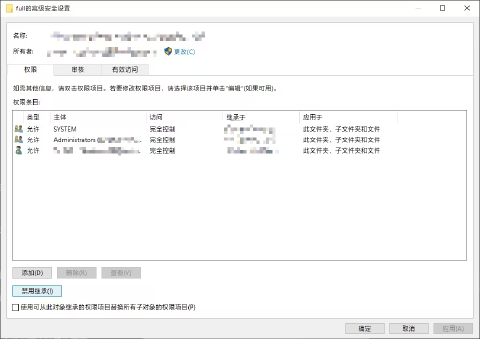 full的高级安全设置
名称:
所有者: 更改(C)
权限 审核 有效访问
如需其他信息，请双击权限项目。若要修改权限项目，请选择该项目并单击“编辑”(如果可用)。
权限条目:
类型 主体 访问 继承于 应用于
允许 SYSTEM 完全控制 此文件夹、子文件夹和文件
允许 Administrators 完全控制 此文件夹、子文件夹和文件
允许 完全控制 此文件夹、子文件夹和文件
添加(D) 删除(R) 查看(V)
禁用继承(I)
使用可从此对象继承的权限项目替换所有子对象的权限项目(P)
确定 取消 应用(A)